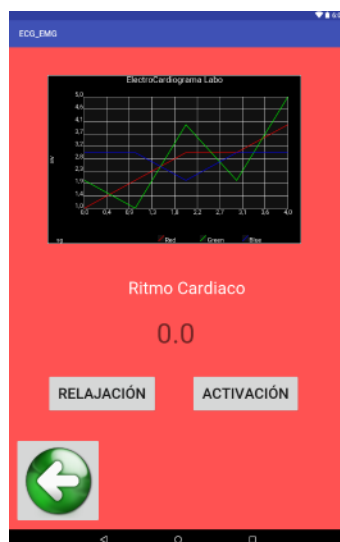 ECG_EMG
ElectroCardiograma Labo
5,0
4,6
4,1
3,7
3,2
2,8
2,3
1,9
1,4
1,0
0,0 0,4 0,9 1,3 1,8 2,2 2,7 3,1 3,6 4,0
Red Green Blue
Ritmo Cardiaco
0.0
RELAJACIÓN ACTIVACIÓN